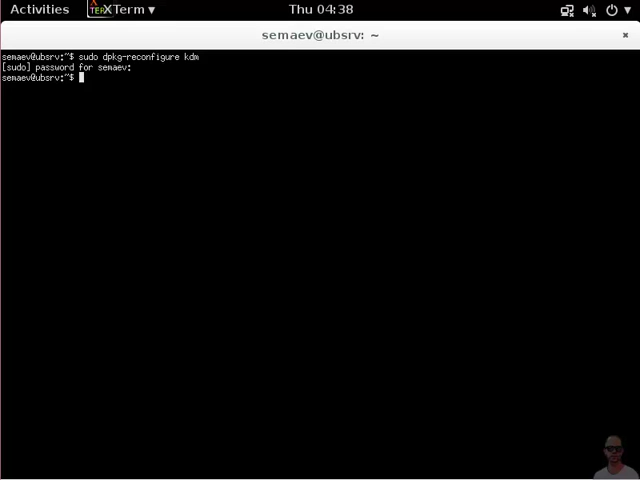 Activities XTerm Thu 04:38
semaev@ubsrv: ~
semaev@ubsrv:~$ sudo dpkg-reconfigure kdm
[sudo] password for semaev:
semaev@ubsrv:~$